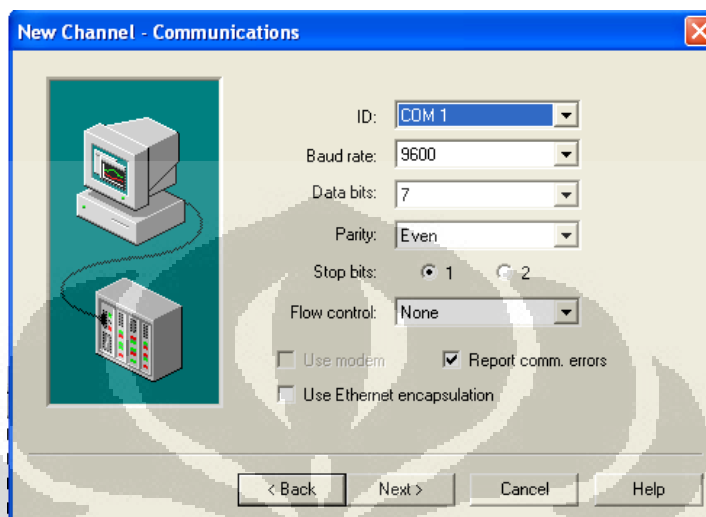 New Channel - Communications
ID: COM 1
Baud rate: 9600
Data bits: 7
Parity: Even
Stop bits: 1 2
Flow control: None
Use modem Report comm. errors
Use Ethernet encapsulation
< Back Next > Cancel Help